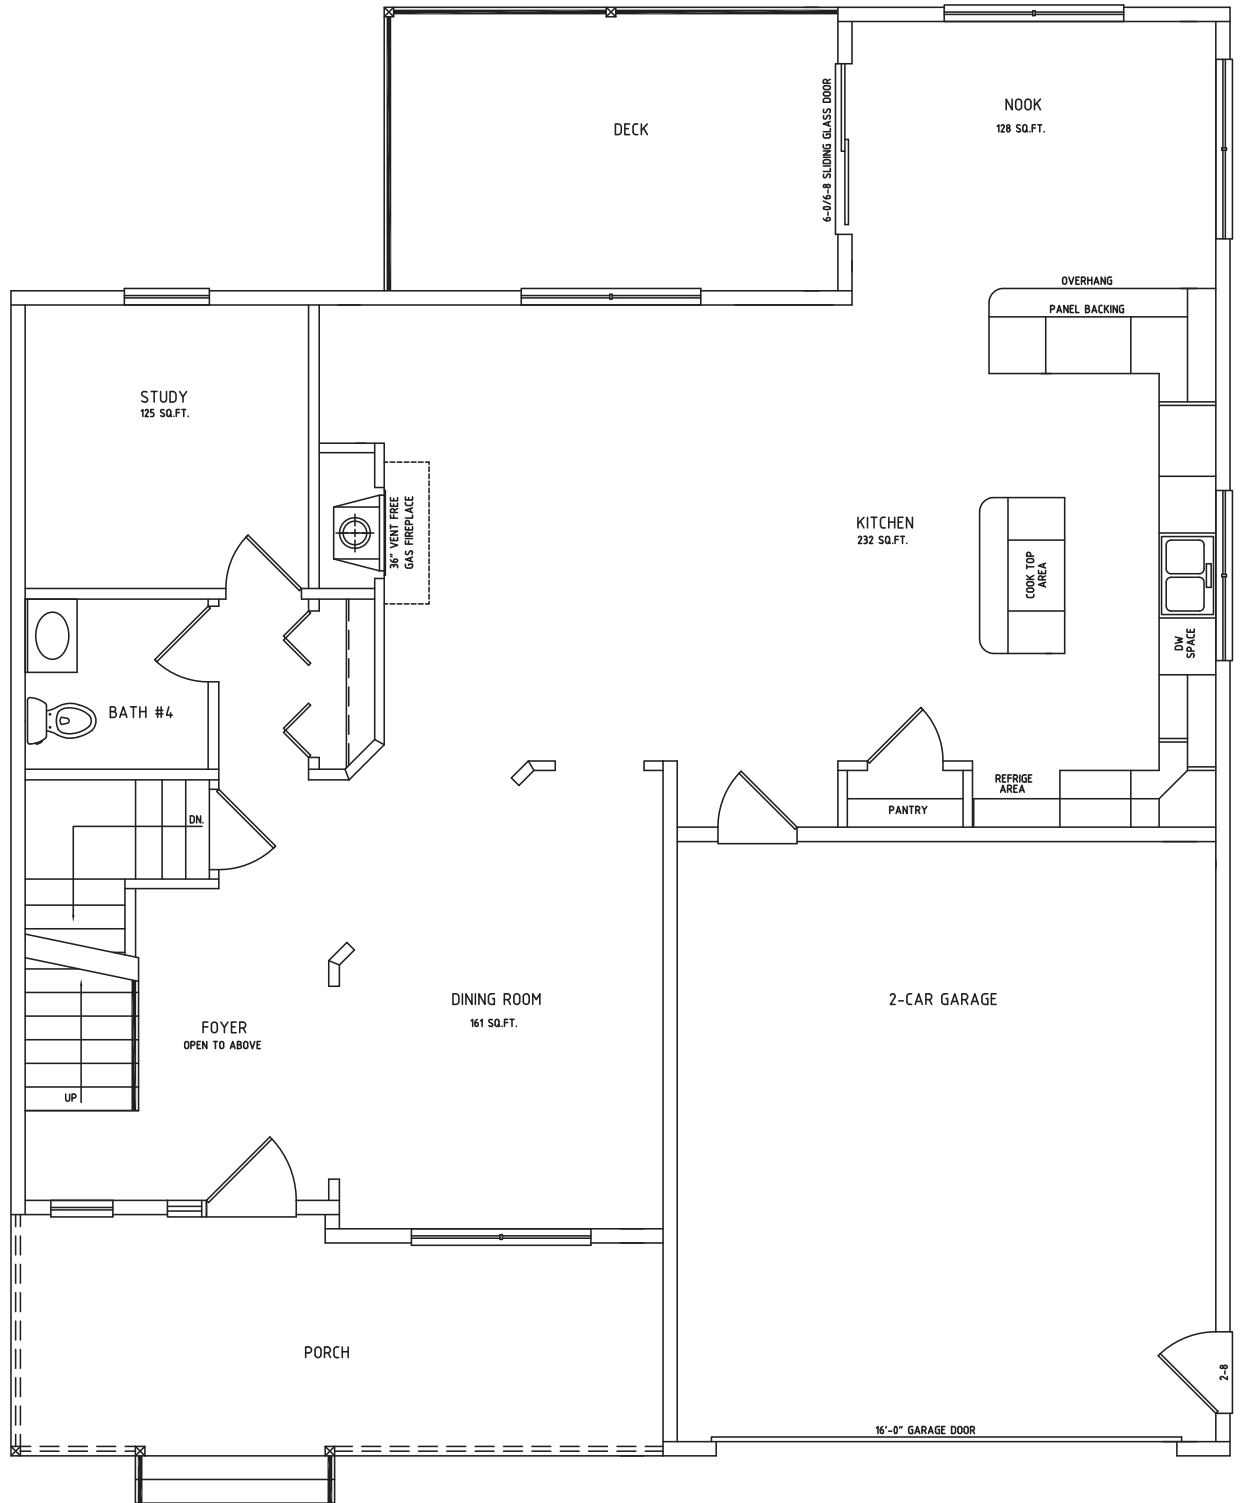 NOOK
128 SQ.FT.
DECK
6-0/6-8 SLIDING GLASS DOOR
OVERHANG
PANEL BACKING
STUDY
125 SQ.FT.
36" VENT FREE
GAS FIREPLACE
KITCHEN
232 SQ.FT.
COOK TOP
AREA
DW
SPACE
BATH #4
REFRIGE
AREA
PANTRY
DN.
DINING ROOM
161 SQ.FT.
2-CAR GARAGE
FOYER
OPEN TO ABOVE
UP
PORCH
2-8
16'-0" GARAGE DOOR